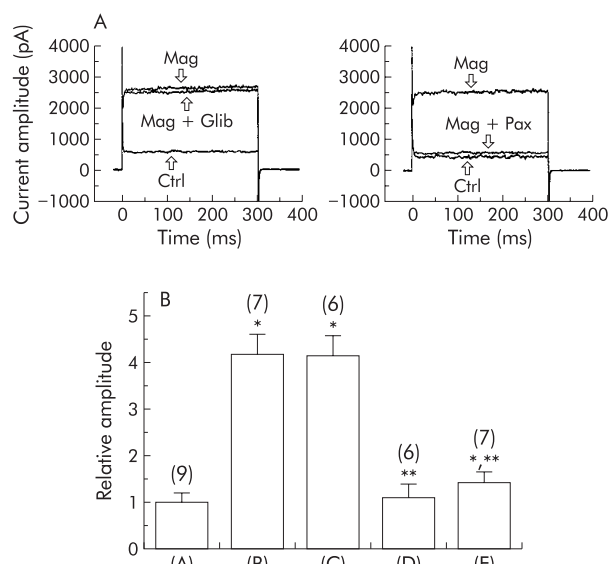 A
Current amplitude (pA)
4000
3000
2000
1000
0
−1000
Mag
Mag + Glib
Ctrl
0 100 200 300 400
Time (ms)
4000
3000
2000
1000
0
−1000
Mag
Mag + Pax
Ctrl
0 100 200 300 400
Time (ms)
B
Relative amplitude
5
4
3
2
1
0
(9)
(7)
*
(6)
*
(6)
**
(7)
*,**
(A) (B) (C) (D) (E)